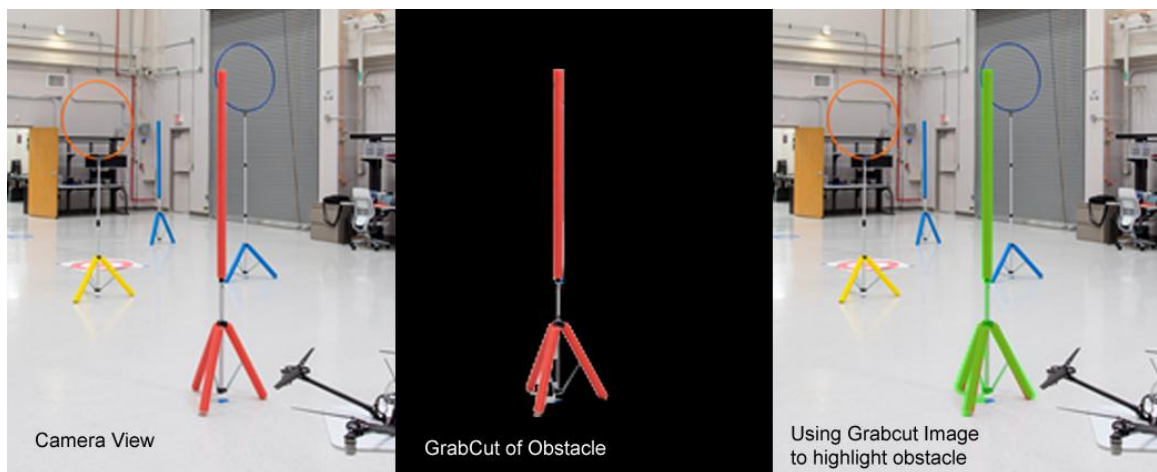 Camera View
GrabCut of Obstacle
Using Grabcut Image
to highlight obstacle